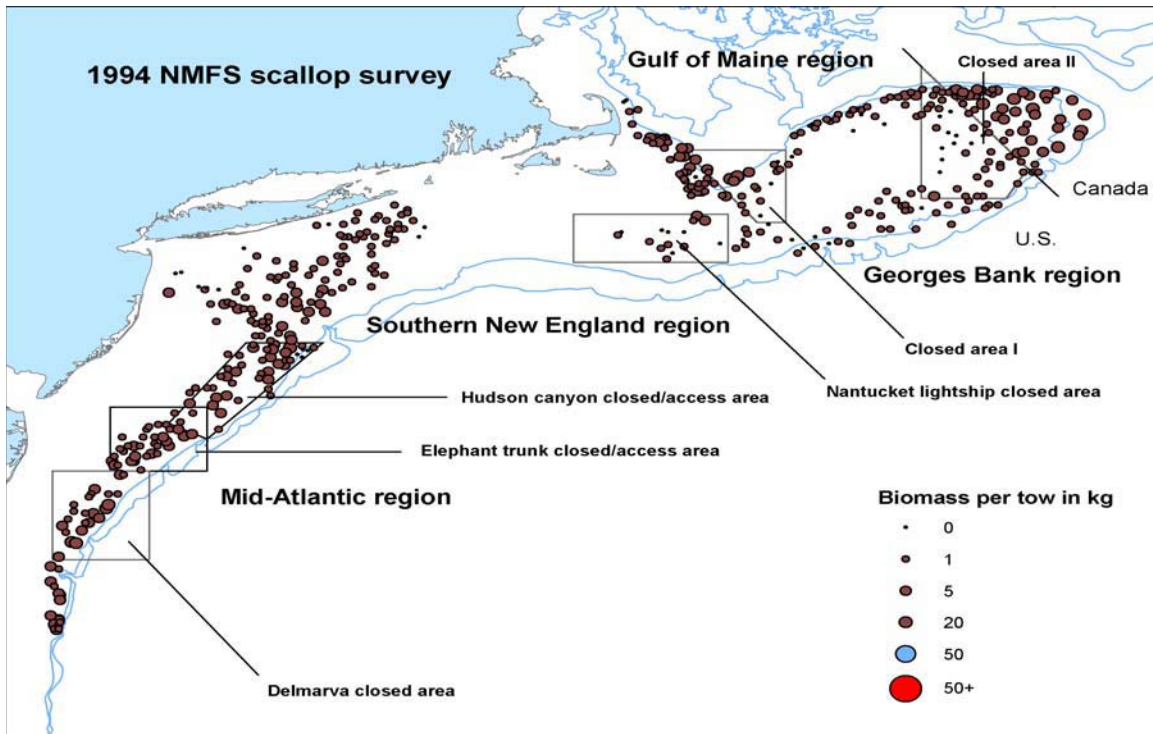 1994 NMFS scallop survey
Gulf of Maine region
Closed area II
Canada
U.S.
Georges Bank region
Southern New England region
Closed area I
Nantucket lightship closed area
Hudson canyon closed/access area
Elephant trunk closed/access area
Mid-Atlantic region
Delmarva closed area
Biomass per tow in kg
0
1
5
20
50
50+